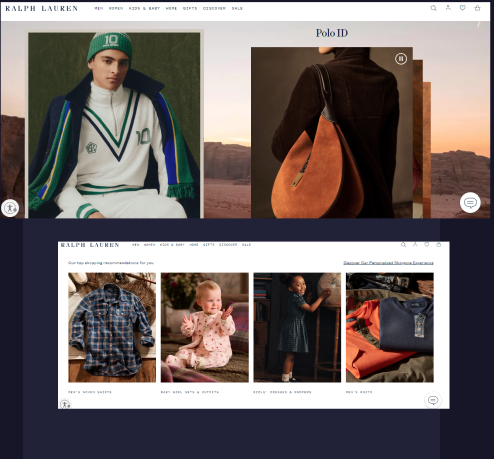 RALPH LAUREN
MEN WOMEN KIDS & BABY HOME GIFTS DISCOVER SALE
Polo ID
10
10
RALPH LAUREN
MEN WOMEN KIDS & BABY HOME GIFTS DISCOVER SALE
Our top shopping recommendations for you
Discover Our Personalized Shopping Experience
MEN'S WOVEN SHIRTS
BABY GIRL SETS & OUTFITS
GIRLS' DRESSES & ROMPERS